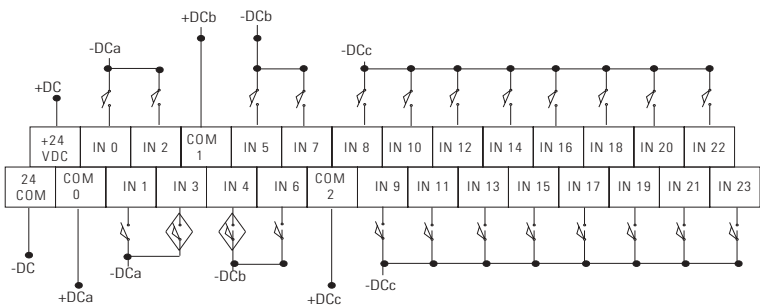 +DCb
-DCb
-DCa
-DCc
+DC
+24 VDC
IN 0
IN 2
COM 1
IN 5
IN 7
IN 8
IN 10
IN 12
IN 14
IN 16
IN 18
IN 20
IN 22
24 COM
COM 0
IN 1
IN 3
IN 4
IN 6
COM 2
IN 9
IN 11
IN 13
IN 15
IN 17
IN 19
IN 21
IN 23
-DC
-DCa
-DCb
-DCc
+DCa
+DCc